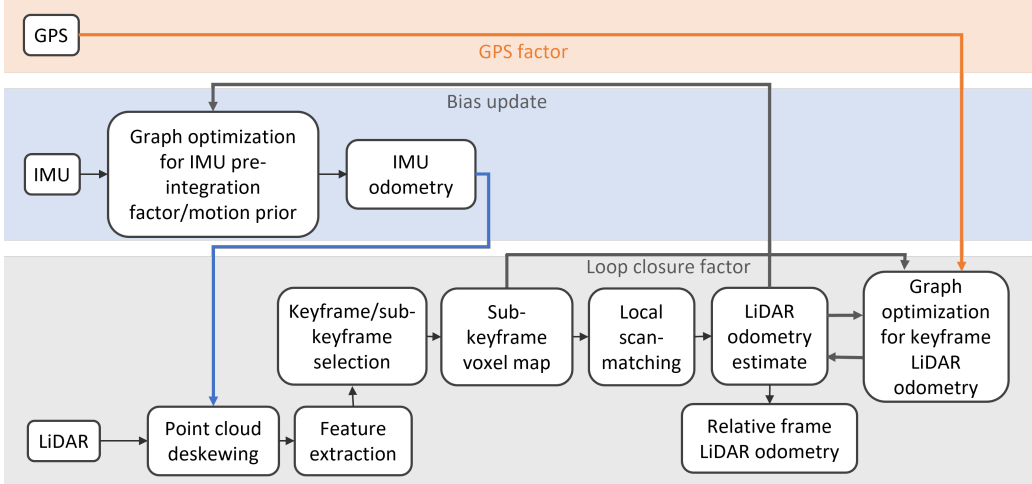 GPS
GPS factor
Bias update
IMU
Graph optimization
for IMU pre-
integration
factor/motion prior
IMU
odometry
Loop closure factor
Keyframe/sub-
keyframe
selection
Sub-
keyframe
voxel map
Local
scan-
matching
LiDAR
odometry
estimate
Graph
optimization
for keyframe
LiDAR
odometry
LiDAR
Point cloud
deskewing
Feature
extraction
Relative frame
LiDAR odometry